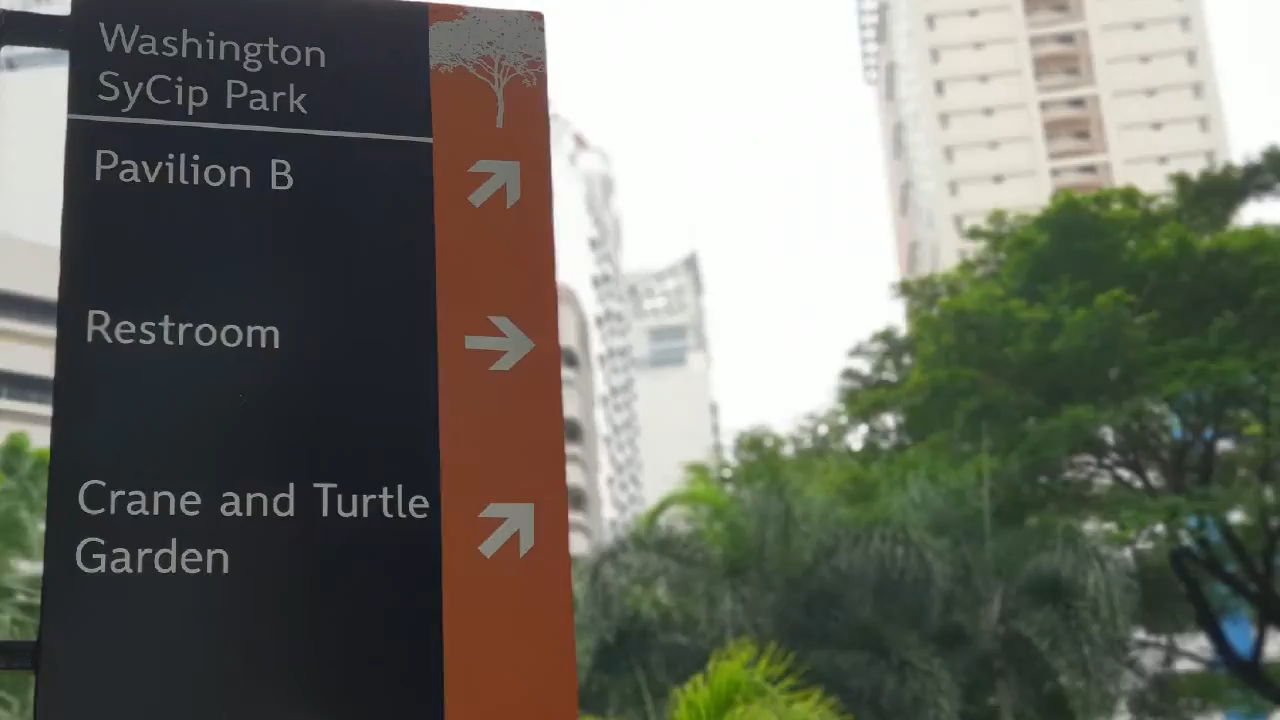 Washington
SyCip Park
Pavilion B
Restroom
Crane and Turtle
Garden